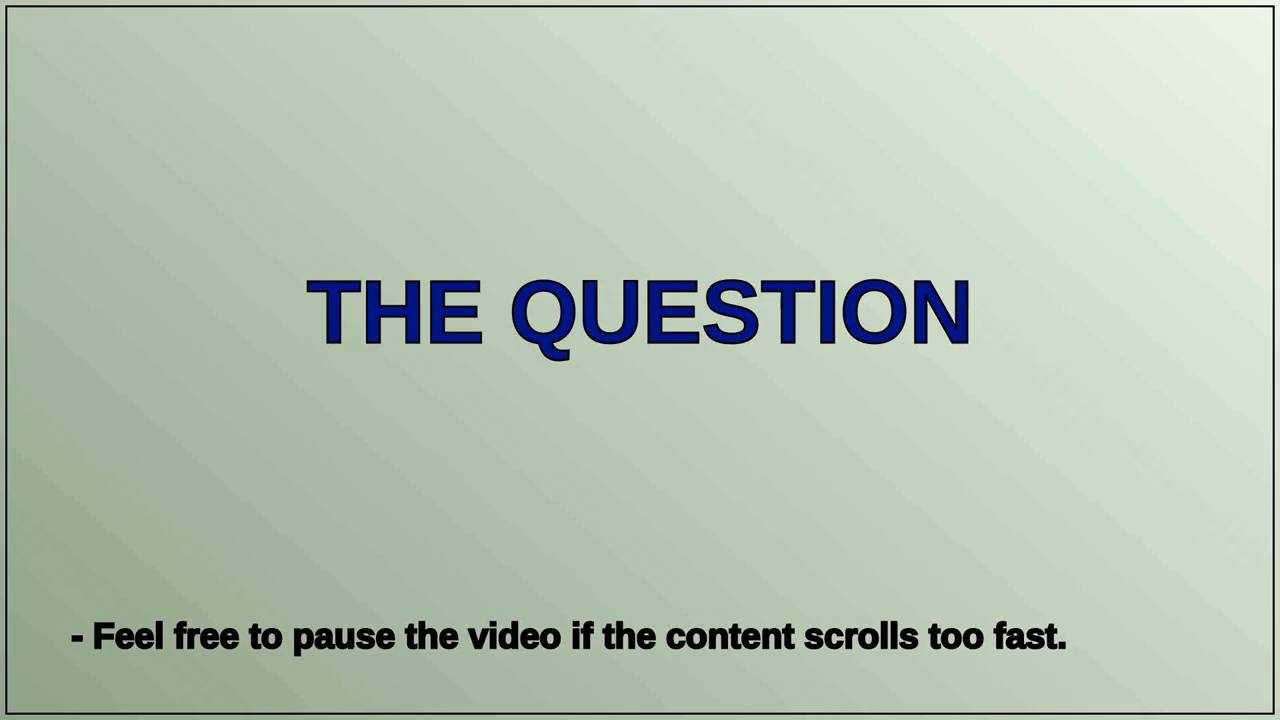 THE QUESTION
- Feel free to pause the video if the content scrolls too fast.